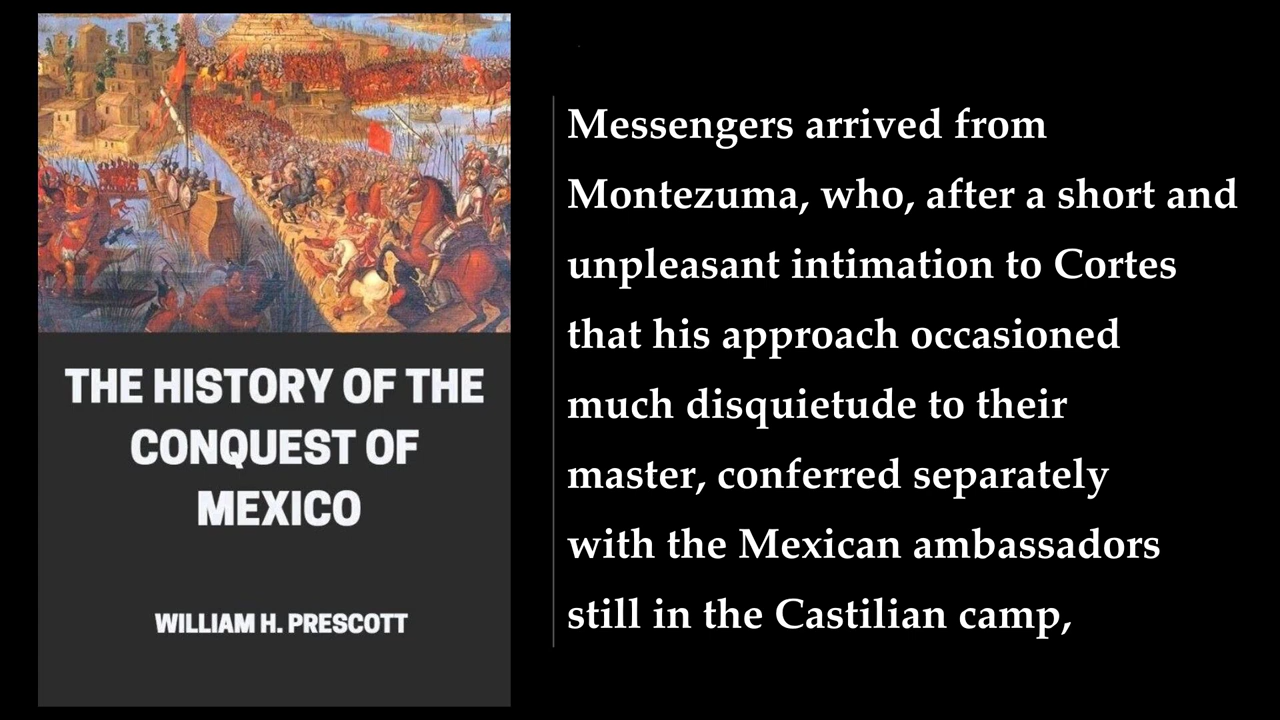 THE HISTORY OF THE
CONQUEST OF
MEXICO
WILLIAM H. PRESCOTT
Messengers arrived from
Montezuma, who, after a short and
unpleasant intimation to Cortes
that his approach occasioned
much disquietude to their
master, conferred separately
with the Mexican ambassadors
still in the Castilian camp,